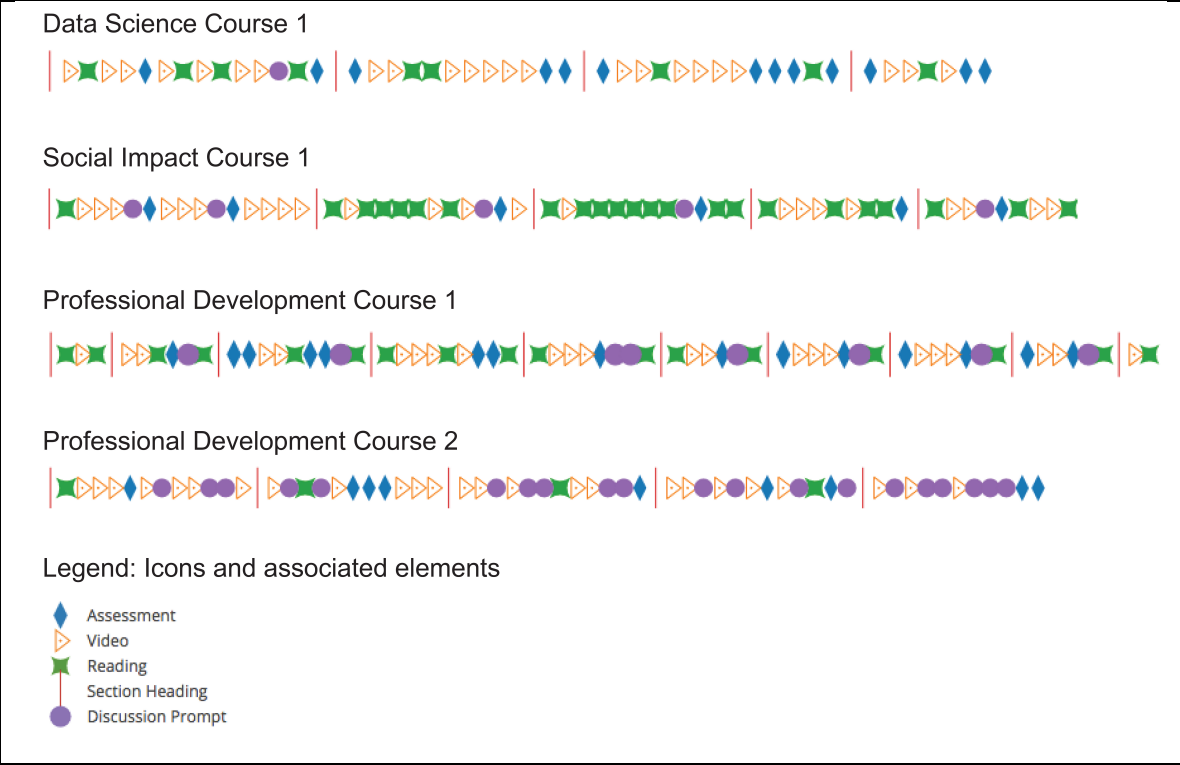 Data Science Course 1
Social Impact Course 1
Professional Development Course 1
Professional Development Course 2
Legend: Icons and associated elements
Assessment
Video
Reading
Section Heading
Discussion Prompt